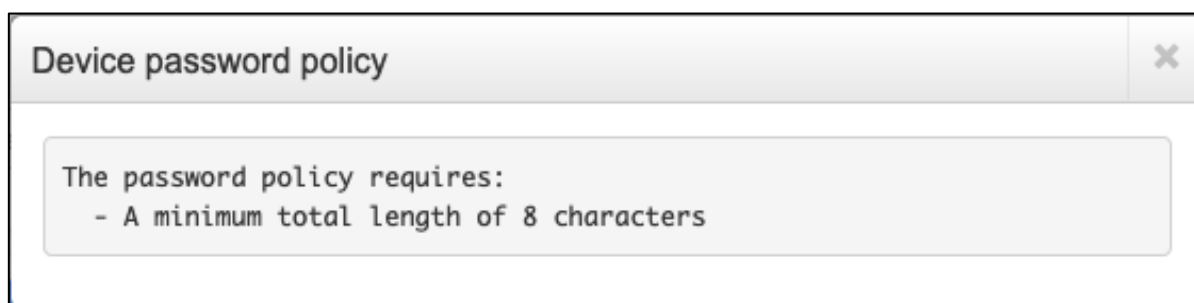 Device password policy
The password policy requires:
- A minimum total length of 8 characters